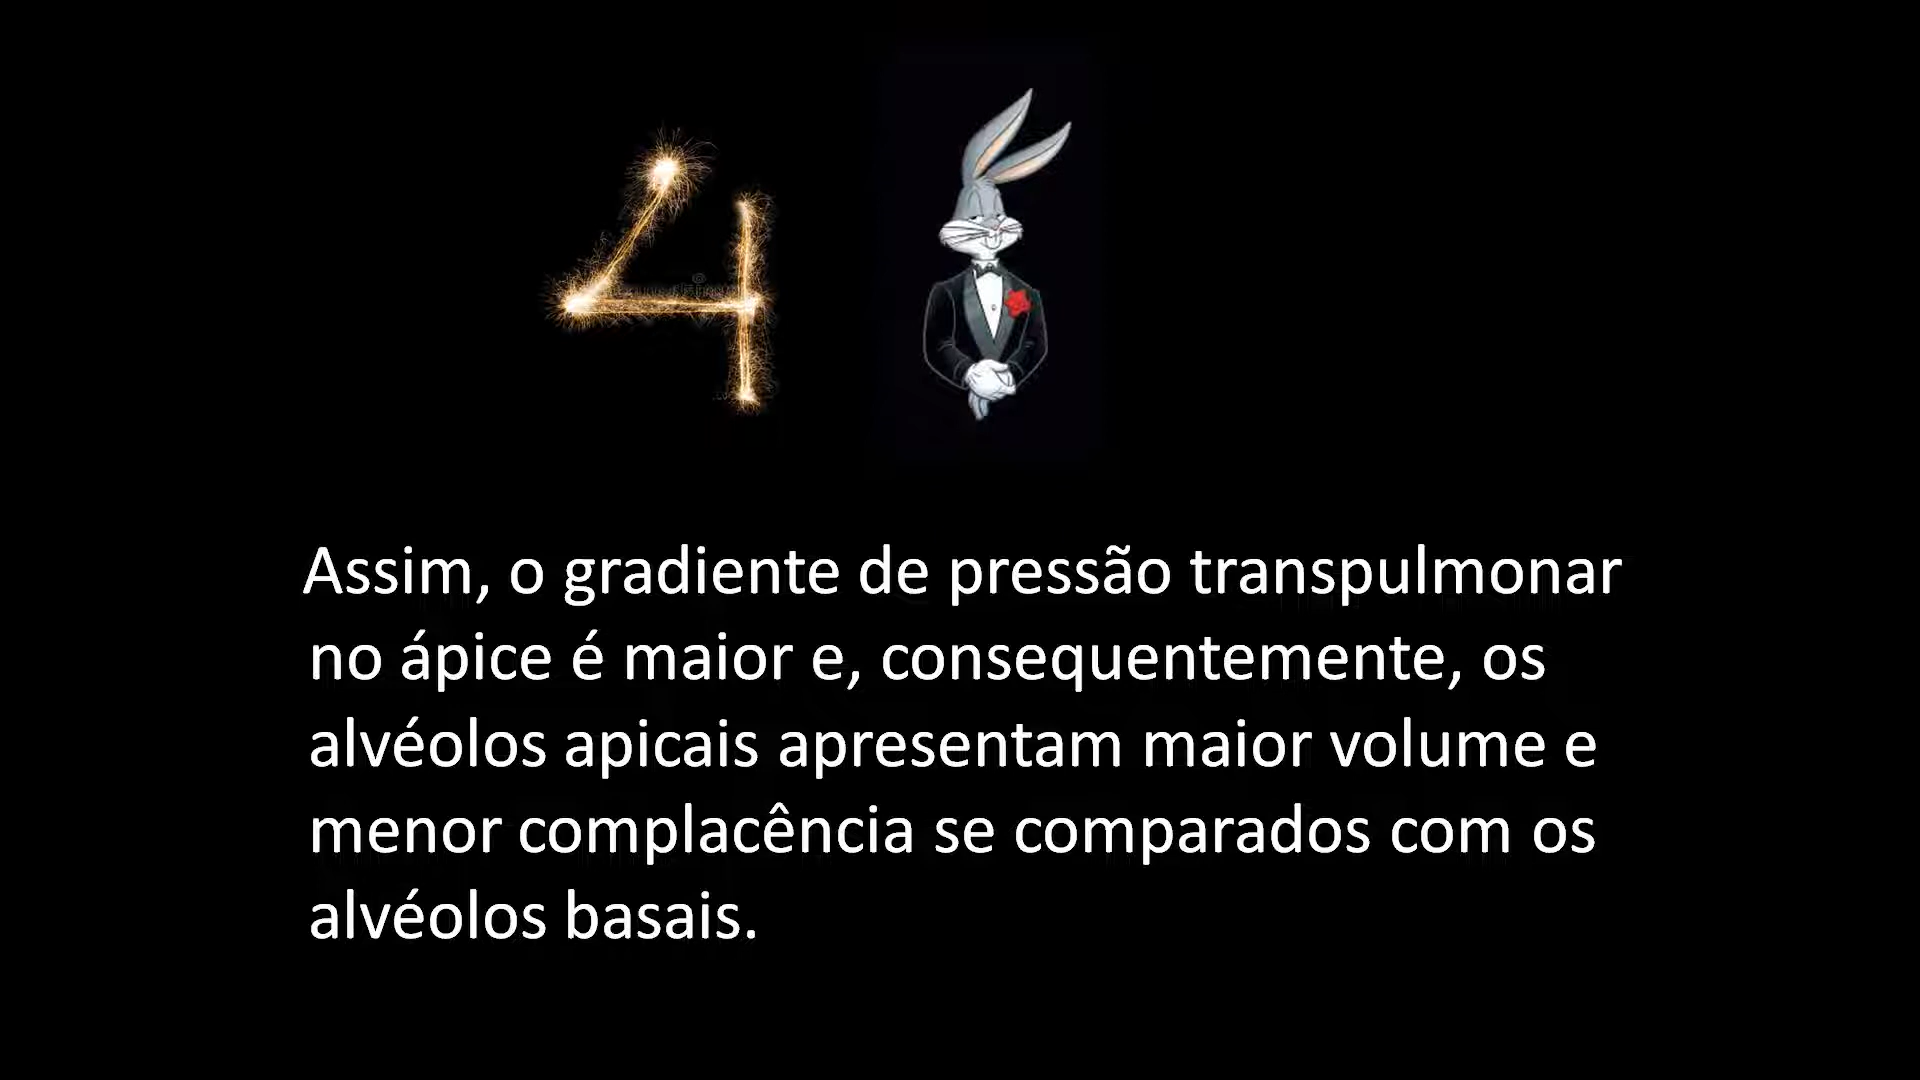 4
Assim, o gradiente de pressão transpulmonar
no ápice é maior e, consequentemente, os
alvéolos apicais apresentam maior volume e
menor complacência se comparados com os
alvéolos basais.